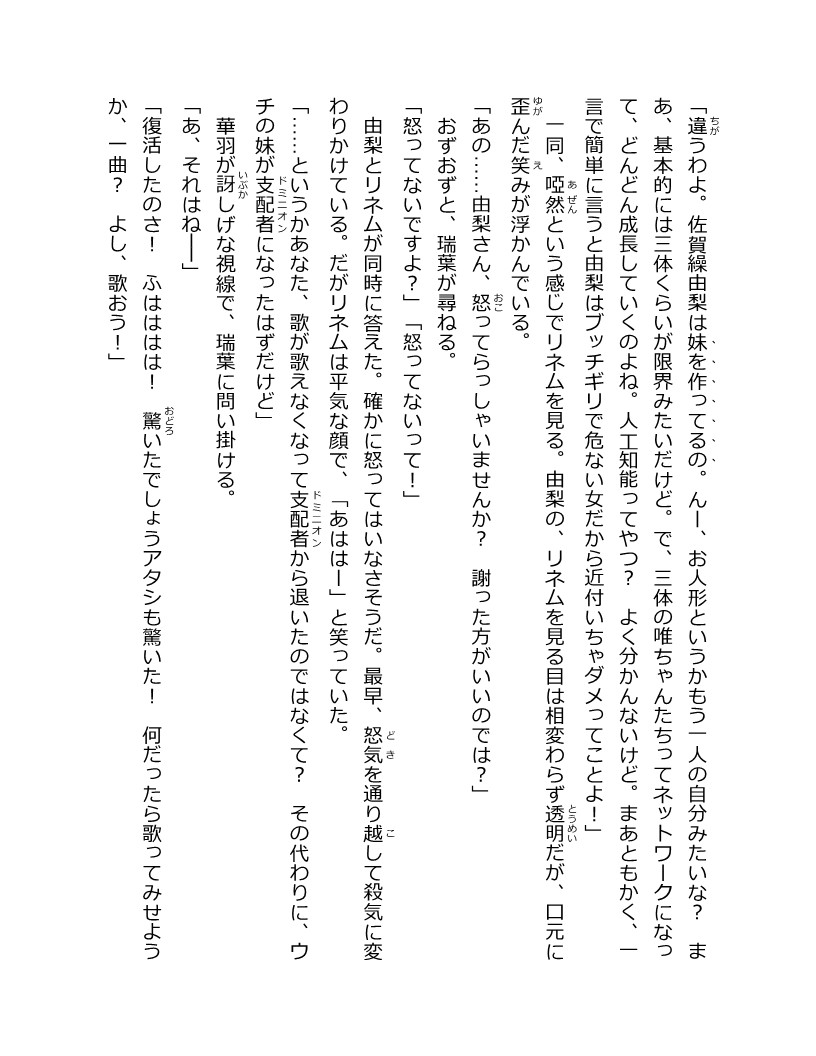 「違うわよ。佐賀繰由梨は妹を作ってるの。んー、お人形というかもう一人の自分みたいな？　ま
あ、基本的には三体くらいが限界みたいだけど。で、三体の唯ちゃんたちってネットワークになっ
て、どんどん成長していくのよね。人工知能ってやつ？　よく分かんないけど。まあともかく、一
言で簡単に言うと由梨はブッチギリで危ない女だから近付いちゃダメってことよ！」
　一同、啞然という感じでリネムを見る。由梨の、リネムを見る目は相変わらず透明だが、口元に
歪んだ笑みが浮かんでいる。
「あの……由梨さん、怒ってらっしゃいませんか？　謝った方がいいのでは？」
　おずおずと、瑞葉が尋ねる。
「怒ってないですよ？」「怒ってないって！」
　由梨とリネムが同時に答えた。確かに怒ってはいなさそうだ。最早、怒気を通り越して殺気に変
わりかけている。だがリネムは平気な顔で、「あははー」と笑っていた。
「……というかあなた、歌が歌えなくなって支配者から退いたのではなくて？　その代わりに、ウ
チの妹が支配者になったはずだけど」
　華羽が訝しげな視線で、瑞葉に問い掛ける。
「あ、それはね――」
「復活したのさ！　ふはははは！　驚いたでしょうアタシも驚いた！　何だったら歌ってみせよう
か、一曲？　よし、歌おう！」